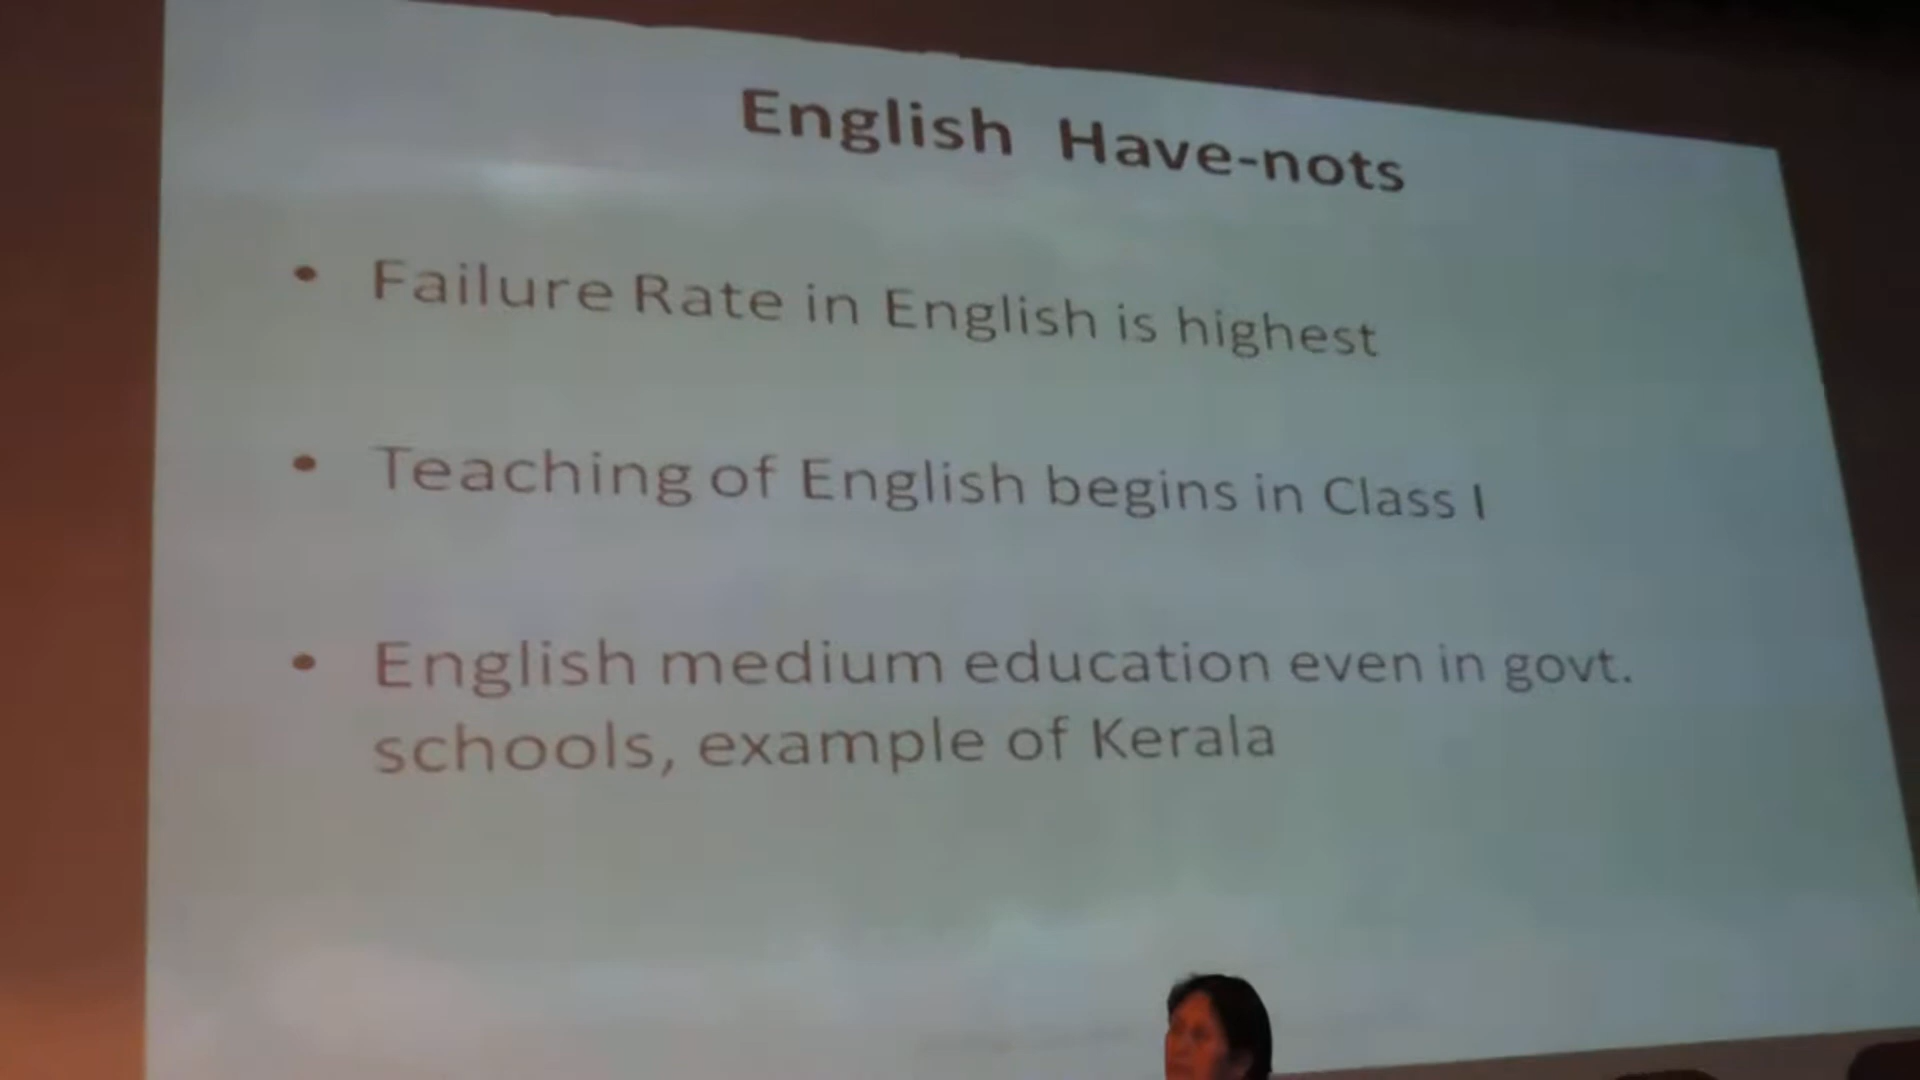 English Have-nots
• Failure Rate in English is highest
• Teaching of English begins in Class I
• English medium education even in govt.
schools, example of Kerala